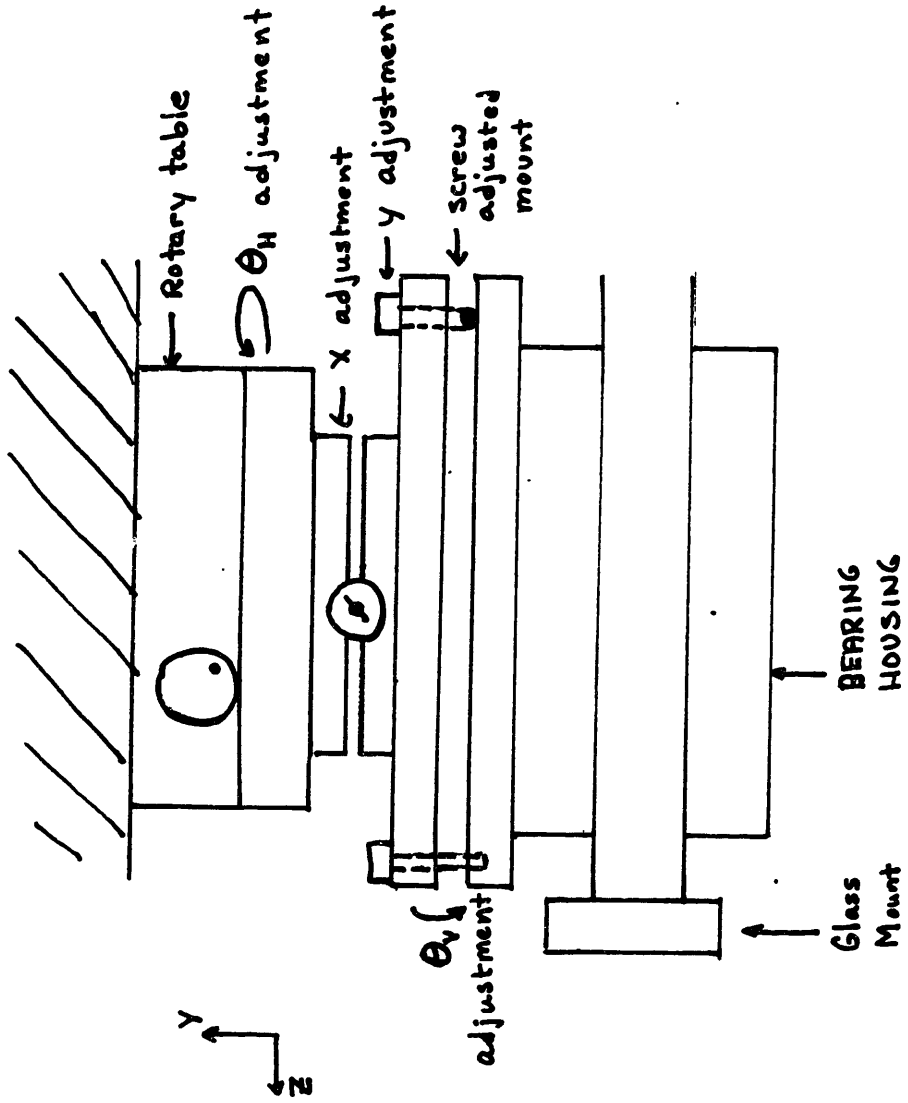 Rotary table
θH adjustment
X adjustment
y adjustment
screw
adjusted
mount
θV
adjustment
Y
Z
BEARING
HOUSING
Glass
Mount